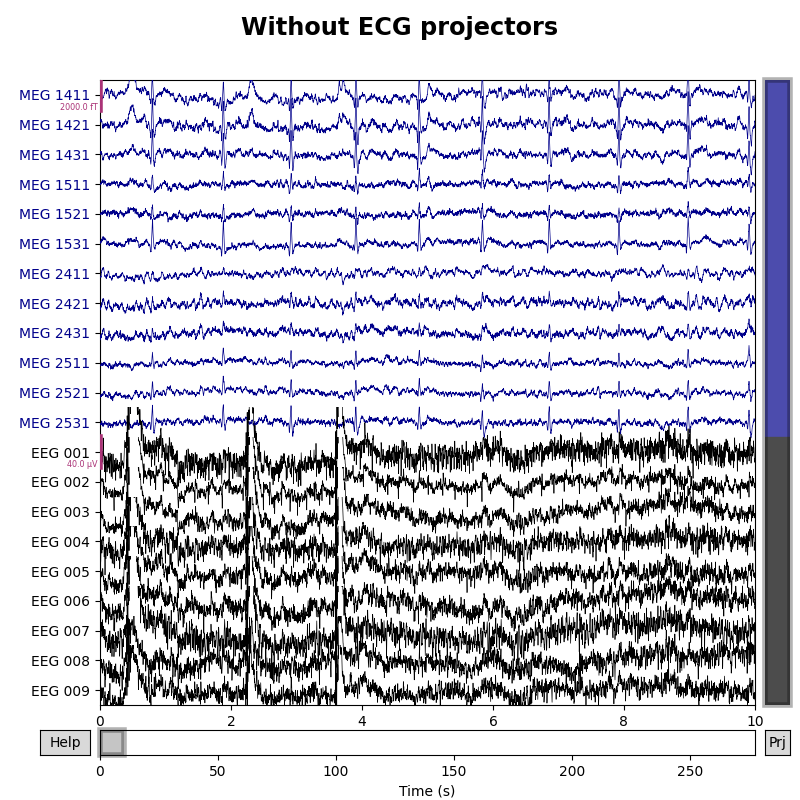 Without ECG projectors
MEG 1411
2000.0 fT
MEG 1421
MEG 1431
MEG 1511
MEG 1521
MEG 1531
MEG 2411
MEG 2421
MEG 2431
MEG 2511
MEG 2521
MEG 2531
EEG 001
40.0 µV
EEG 002
EEG 003
EEG 004
EEG 005
EEG 006
EEG 007
EEG 008
EEG 009
0 2 4 6 8 10
Help Prj
0 50 100 150 200 250
Time (s)